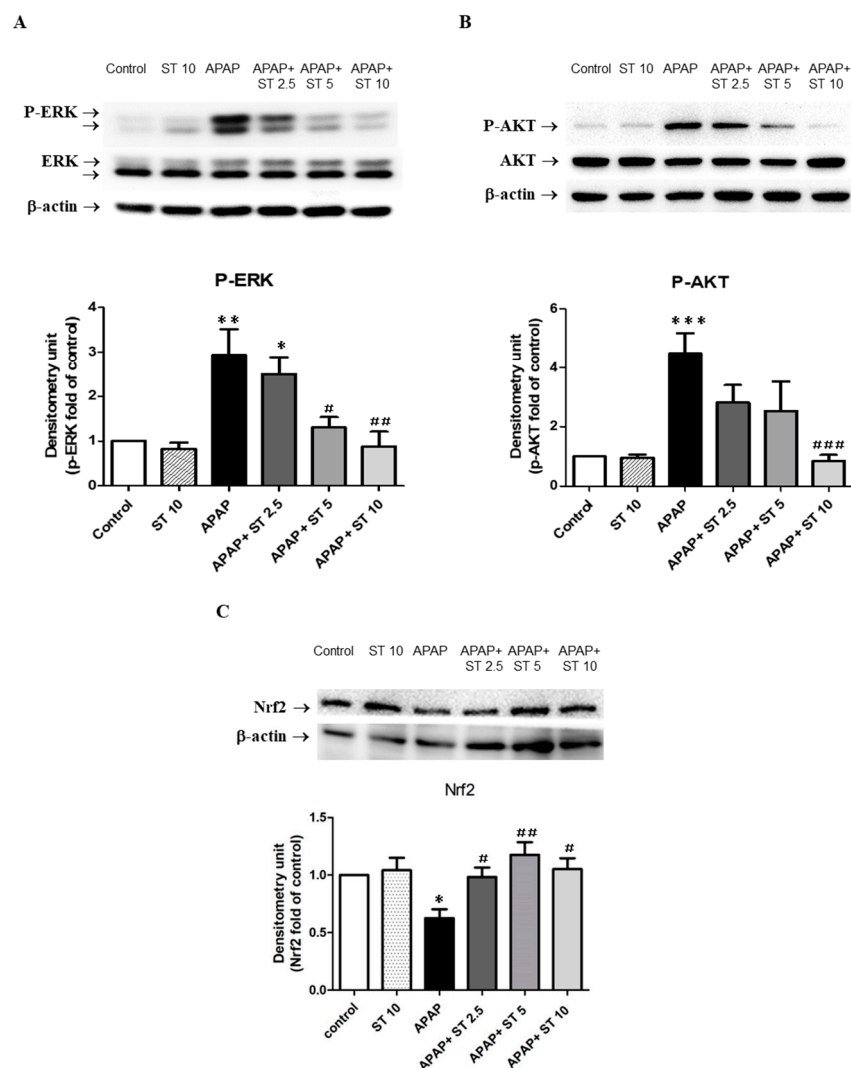 A
Control ST 10 APAP APAP+ APAP+ APAP+
ST 2.5 ST 5 ST 10
P-ERK →
→
ERK →
→
β-actin →
P-ERK
Densitometry unit
(p-ERK fold of control)
4
3
2
1
0
** * # ##
Control
ST 10
APAP
APAP+ ST 2.5
APAP+ ST 5
APAP+ ST 10
B
Control ST 10 APAP APAP+ APAP+ APAP+
ST 2.5 ST 5 ST 10
P-AKT →
AKT →
β-actin →
P-AKT
Densitometry unit
(p-AKT fold of control)
6
4
2
0
*** ###
Control
ST 10
APAP
APAP+ ST 2.5
APAP+ ST 5
APAP+ ST 10
C
Control ST 10 APAP APAP+ APAP+ APAP+
ST 2.5 ST 5 ST 10
Nrf2 →
β-actin →
Nrf2
Densitometry unit
(Nrf2 fold of control)
1.5
1.0
0.5
0.0
* # ## #
control
ST 10
APAP
APAP+ ST 2.5
APAP+ ST 5
APAP+ ST 10